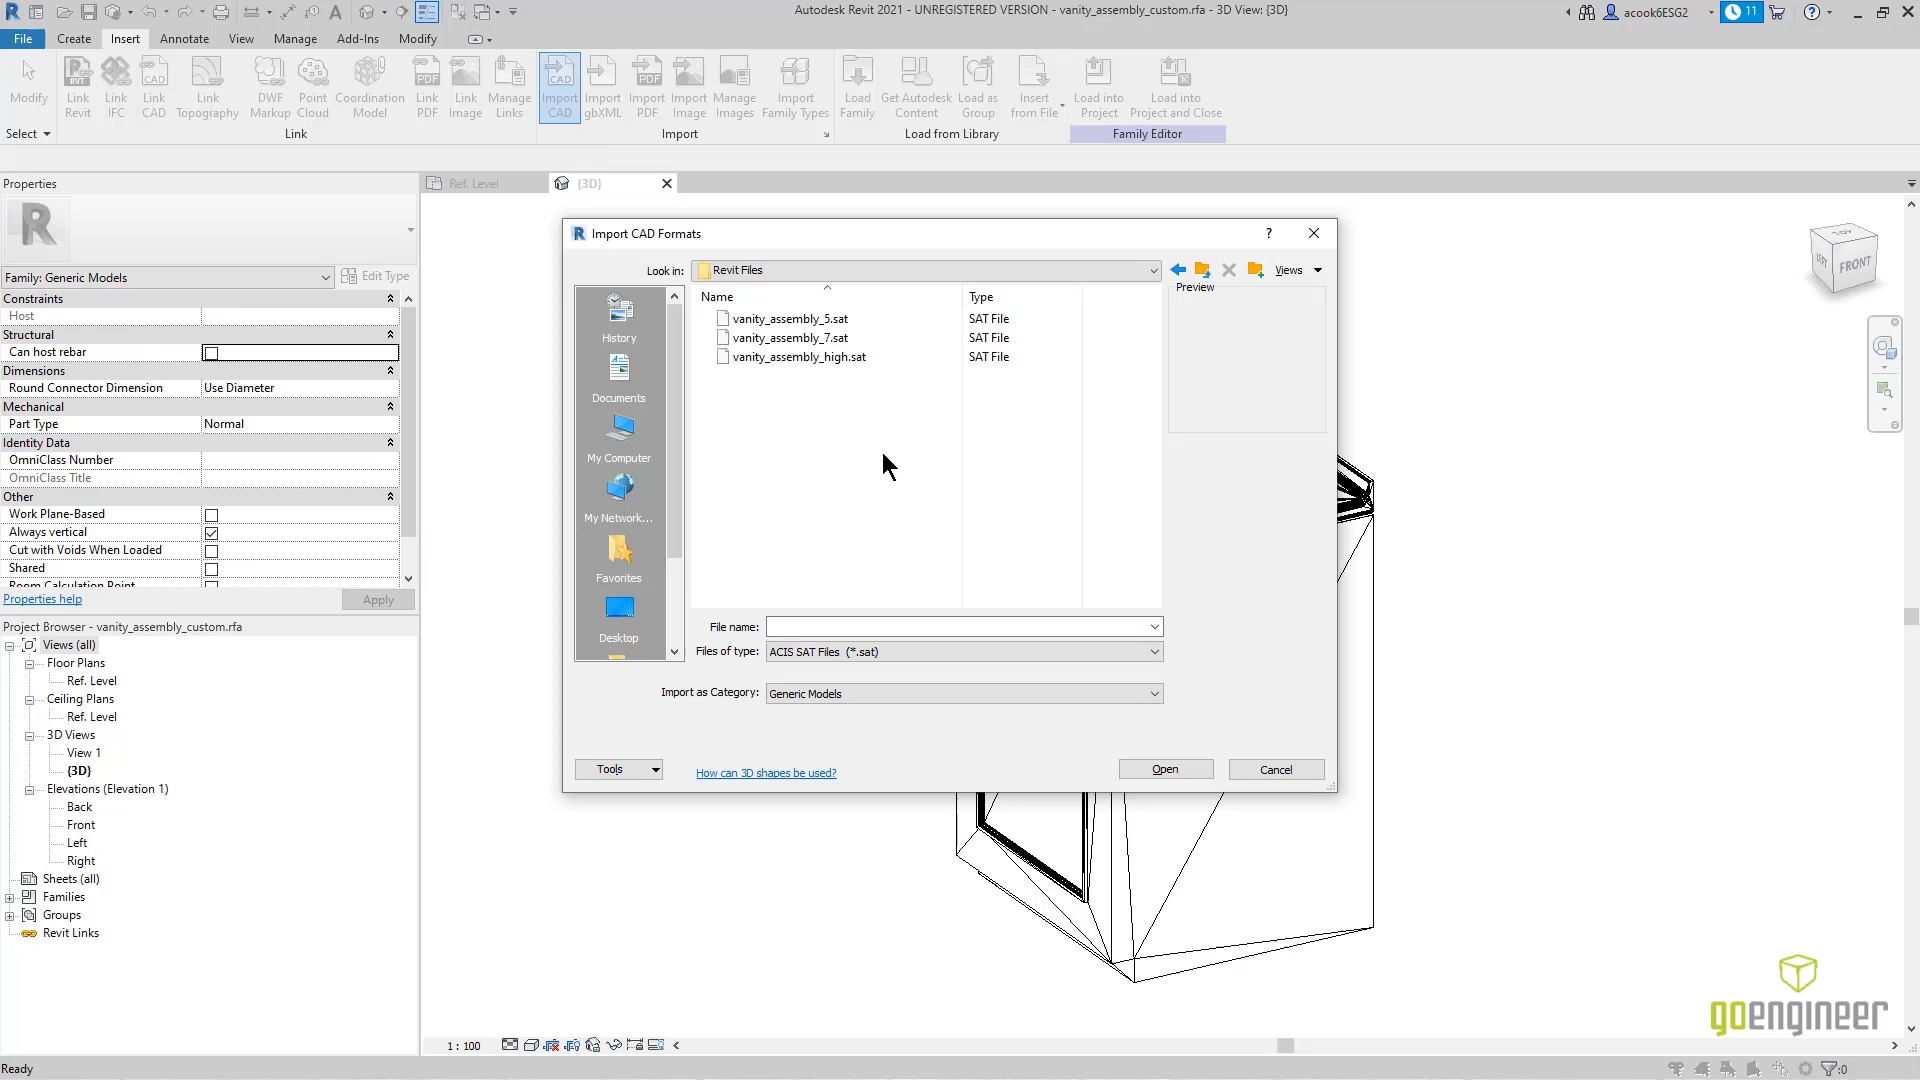 Autodesk Revit 2021 - UNREGISTERED VERSION - vanity_assembly_custom.rfa - 3D View: {3D}
acook6ESG2
11
File Create Insert Annotate View Manage Add-Ins Modify
Modify
Link Revit
Link IFC
Link CAD
Link Topography
DWF Markup
Point Cloud
Coordination Model
Link PDF
Link Image
Manage Links
Import CAD
Import gbXML
Import PDF
Import Image
Manage Images
Import Family Types
Load Family
Get Autodesk Content
Load as Group
Insert from File
Load into Project
Load into Project and Close
Select
Link
Import
Load from Library
Family Editor
Properties
Ref. Level
{3D}
Family: Generic Models
Edit Type
Constraints
Host
Structural
Can host rebar
Dimensions
Round Connector Dimension Use Diameter
Mechanical
Part Type Normal
Identity Data
OmniClass Number
OmniClass Title
Other
Work Plane-Based
Always vertical
Cut with Voids When Loaded
Shared
Room Calculation Point
Properties help
Apply
Project Browser - vanity_assembly_custom.rfa
Views (all)
Floor Plans
Ref. Level
Ceiling Plans
Ref. Level
3D Views
View 1
{3D}
Elevations (Elevation 1)
Back
Front
Left
Right
Sheets (all)
Families
Groups
Revit Links
Import CAD Formats
Look in: Revit Files
Views
Preview
Name Type
vanity_assembly_5.sat SAT File
vanity_assembly_7.sat SAT File
vanity_assembly_high.sat SAT File
History
Documents
My Computer
My Network...
Favorites
Desktop
File name:
Files of type: ACIS SAT Files (*.sat)
Import as Category: Generic Models
Tools
How can 3D shapes be used?
Open
Cancel
TOP
LEFT
FRONT
goengineer
1 : 100
Ready
:0